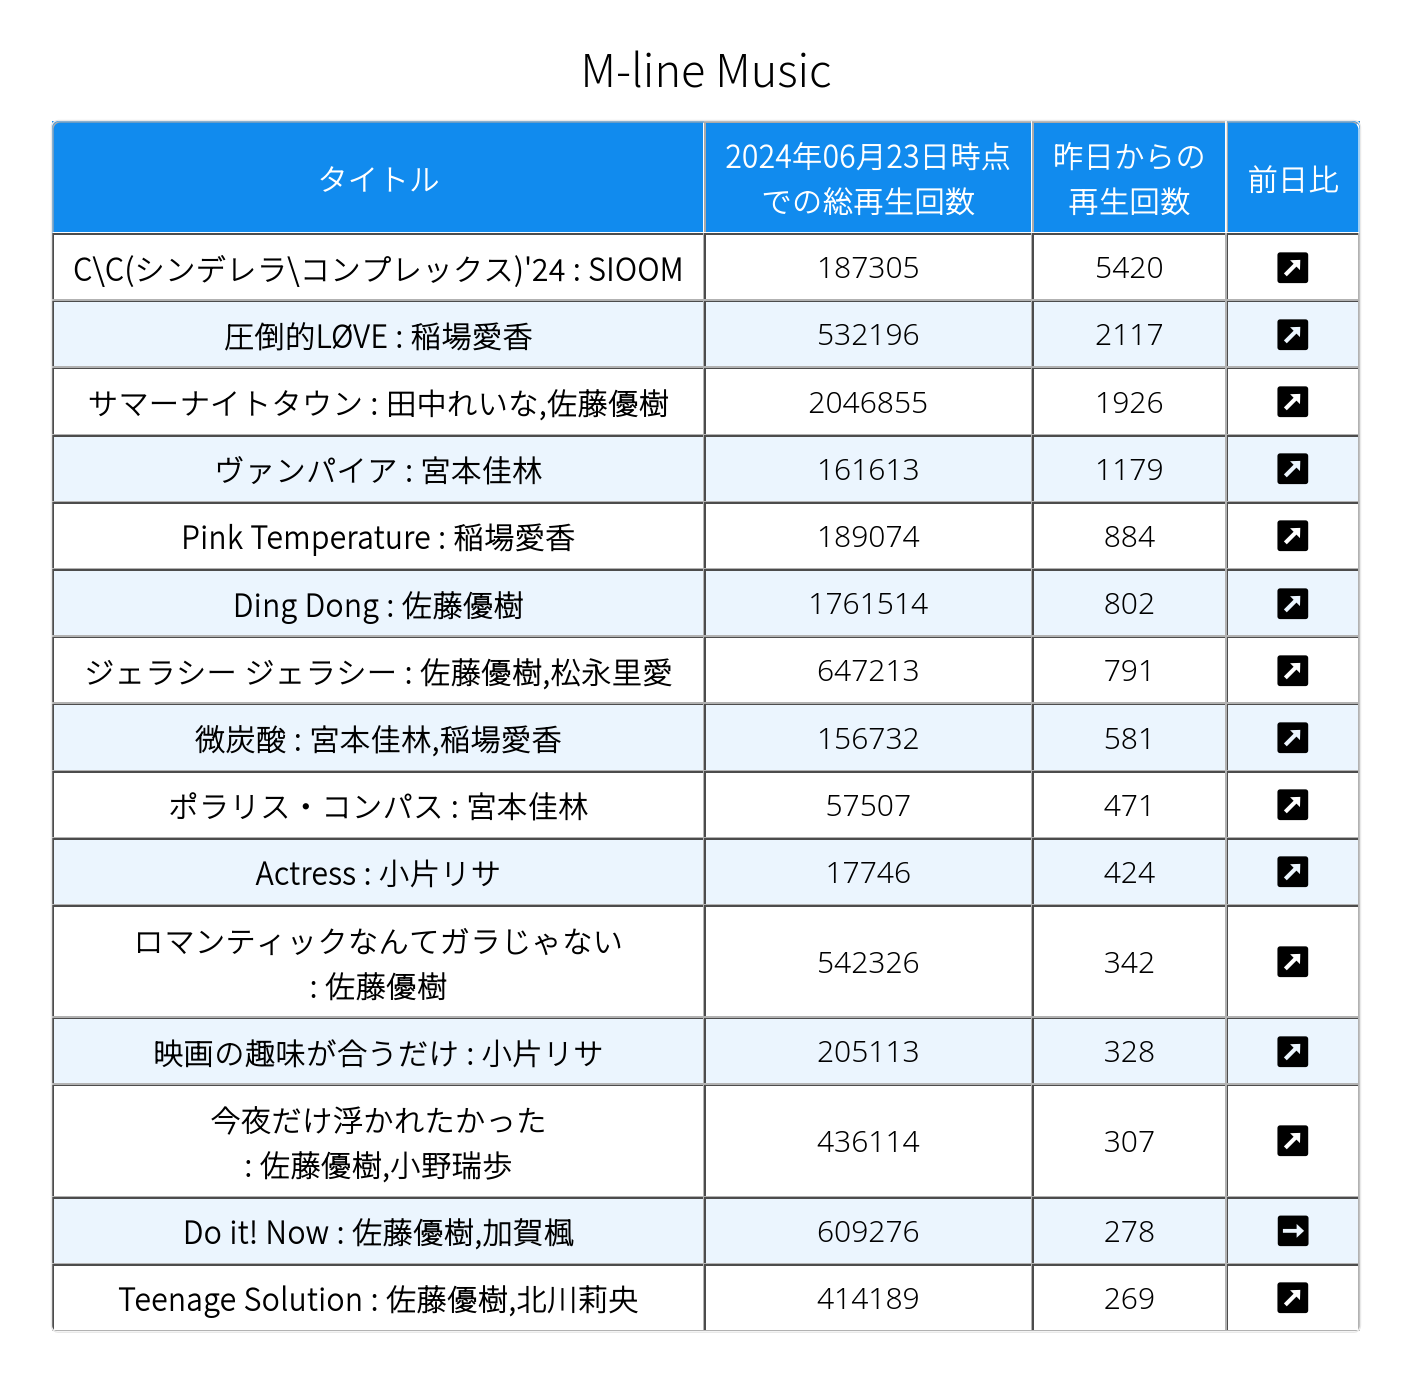 M-line Music
タイトル
2024年06月23日時点
での総再生回数
昨日からの
再生回数
前日比
C\C(シンデレラ\コンプレックス)'24 : SIOOM 187305 5420
圧倒的LØVE : 稲場愛香 532196 2117
サマーナイトタウン : 田中れいな,佐藤優樹 2046855 1926
ヴァンパイア : 宮本佳林 161613 1179
Pink Temperature : 稲場愛香 189074 884
Ding Dong : 佐藤優樹 1761514 802
ジェラシー ジェラシー : 佐藤優樹,松永里愛 647213 791
微炭酸 : 宮本佳林,稲場愛香 156732 581
ポラリス・コンパス : 宮本佳林 57507 471
Actress : 小片リサ 17746 424
ロマンティックなんてガラじゃない
: 佐藤優樹 542326 342
映画の趣味が合うだけ : 小片リサ 205113 328
今夜だけ浮かれたかった
: 佐藤優樹,小野瑞歩 436114 307
Do it! Now : 佐藤優樹,加賀楓 609276 278
Teenage Solution : 佐藤優樹,北川莉央 414189 269